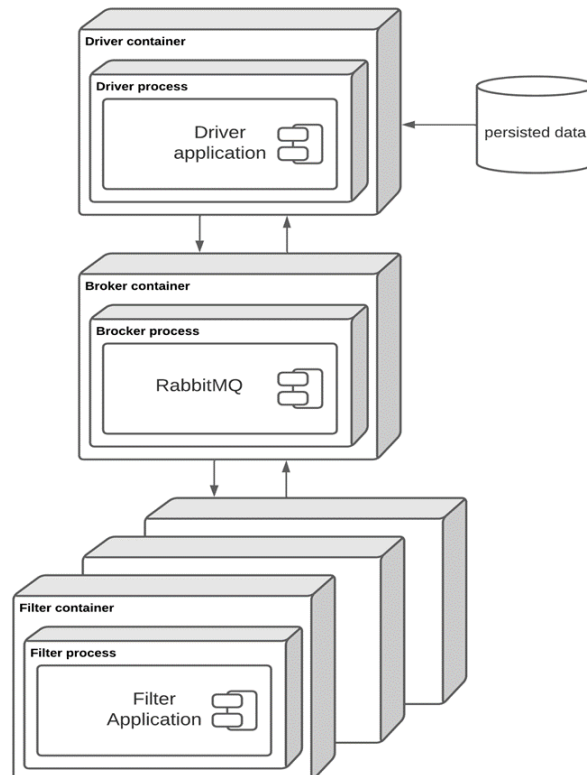 Driver container
Driver process
Driver
application
persisted data
Broker container
Brocker process
RabbitMQ
Filter container
Filter process
Filter
Application